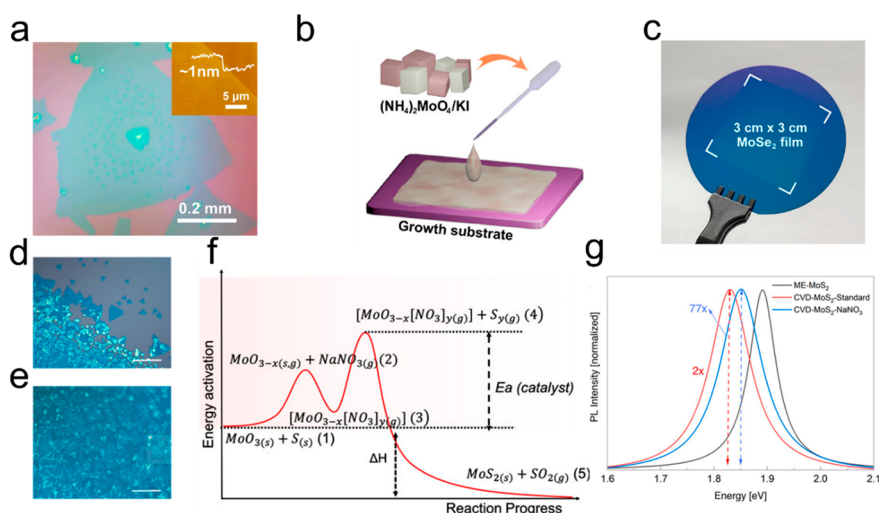 a
~1nm
5 μm
0.2 mm
b
(NH₄)₂MoO₄/KI
Growth substrate
c
3 cm x 3 cm
MoSe₂ film
d
e
f
Energy activation
[MoO₃₋ₓ[NO₃]y(g)] + Sy(g) (4)
MoO₃₋ₓ(s,g) + NaNO₃(g) (2)
Ea (catalyst)
[MoO₃₋ₓ[NO₃]y(g)] (3)
MoO₃(s) + S(s) (1)
ΔH
MoS₂(s) + SO₂(g) (5)
Reaction Progress
g
PL Intensity [normalized]
77x
2x
ME-MoS₂
CVD-MoS₂-Standard
CVD-MoS₂-NaNO₃
1.6 1.7 1.8 1.9 2.0 2.1
Energy [eV]